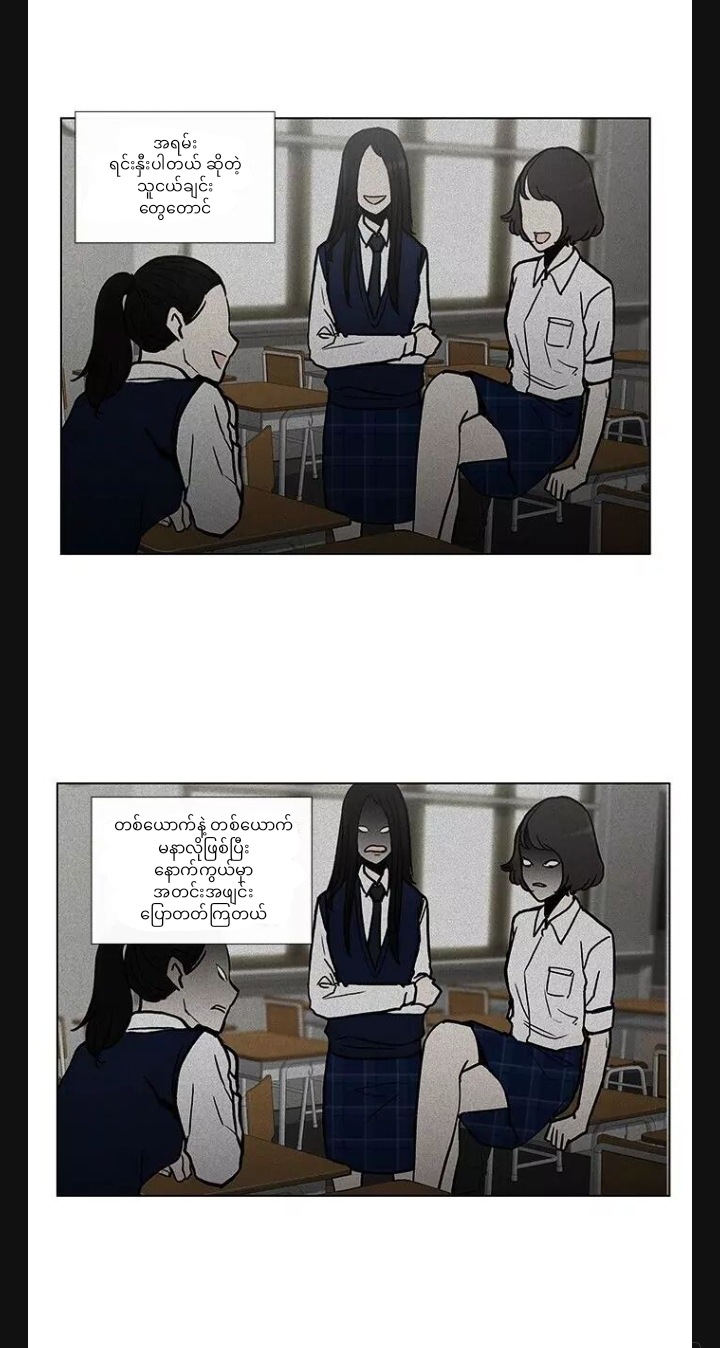 အရမ်း
ရင်းနှီးပါတယ် ဆိုတဲ့
သူငယ်ချင်း
တွေတောင်
တစ်ယောက်နဲ့ တစ်ယောက်
မနာလိုဖြစ်ပြီး
နောက်ကွယ်မှာ
အတင်းအဖျင်း
ပြောတတ်ကြတယ်